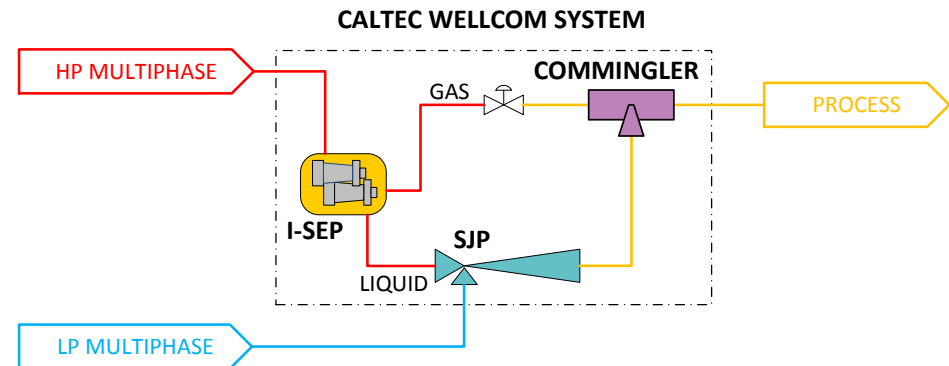 CALTEC WELLCOM SYSTEM
HP MULTIPHASE
COMMINGLER
GAS
PROCESS
I-SEP
SJP
LIQUID
LP MULTIPHASE